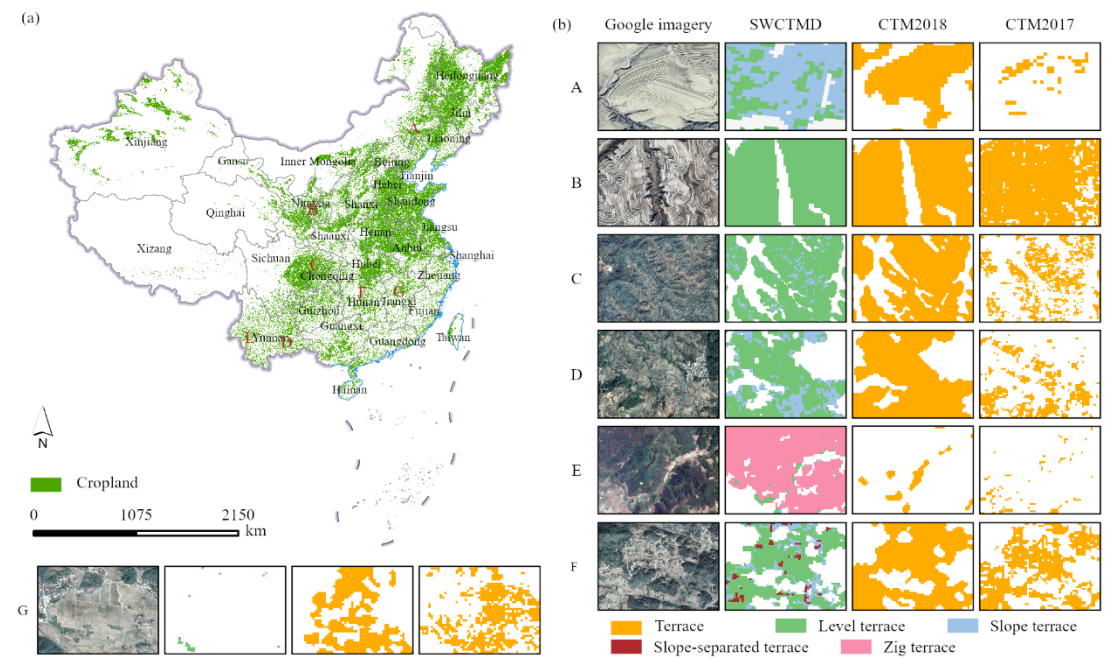 (a)
Heilongjiang
Jilin
A
Liaoning
Xinjiang
Gansu
Inner Mongolia
Beijing
Tianjin
Hebei
Ningxia
B
Shanxi
Shandong
Qinghai
Shaanxi
Henan
Jiangsu
Anhui
Xizang
Sichuan
C
Chongqing
Hubei
Shanghai
Zhejiang
F
G
Hunan
Jiangxi
Guizhou
Fujian
E
Yunnan
D
Guangxi
Guangdong
Taiwan
Hainan
N
Cropland
0 1075 2150
km
G
(b) Google imagery SWCTMD CTM2018 CTM2017
A
B
C
D
E
F
Terrace Level terrace Slope terrace
Slope-separated terrace Zig terrace